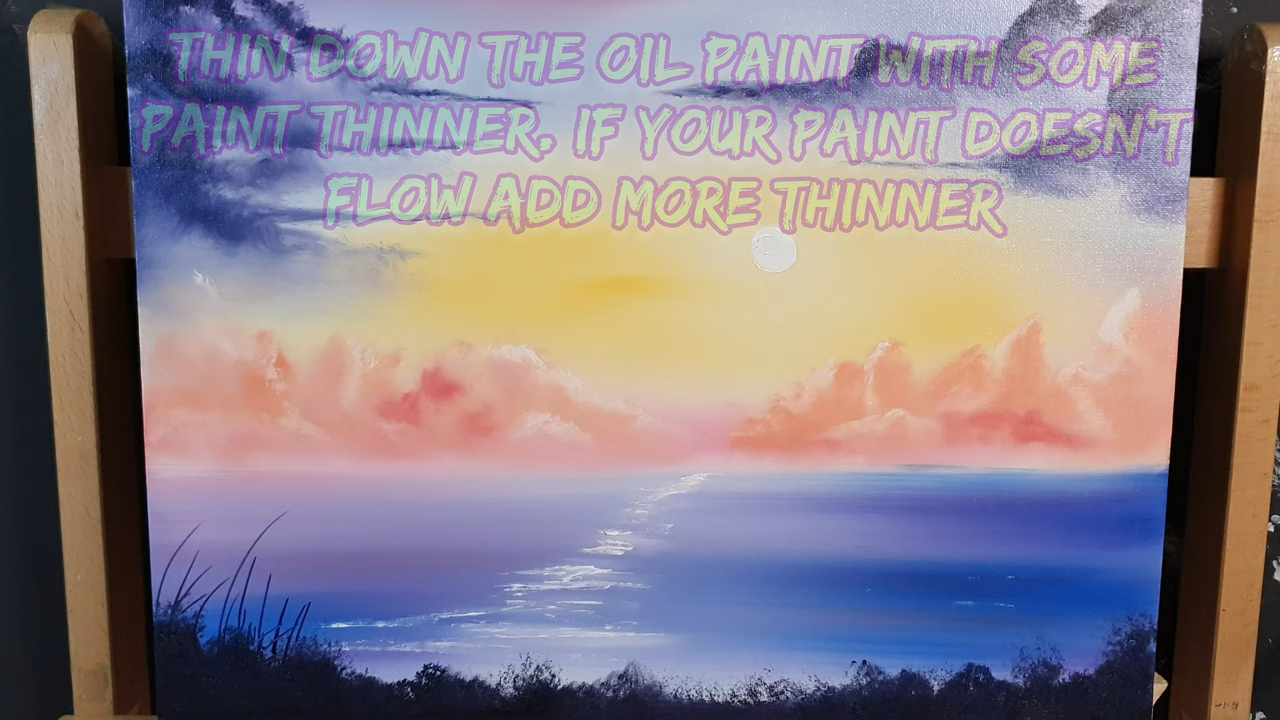 THIN DOWN THE OIL PAINT WITH SOME
PAINT THINNER. IF YOUR PAINT DOESN'T
FLOW ADD MORE THINNER